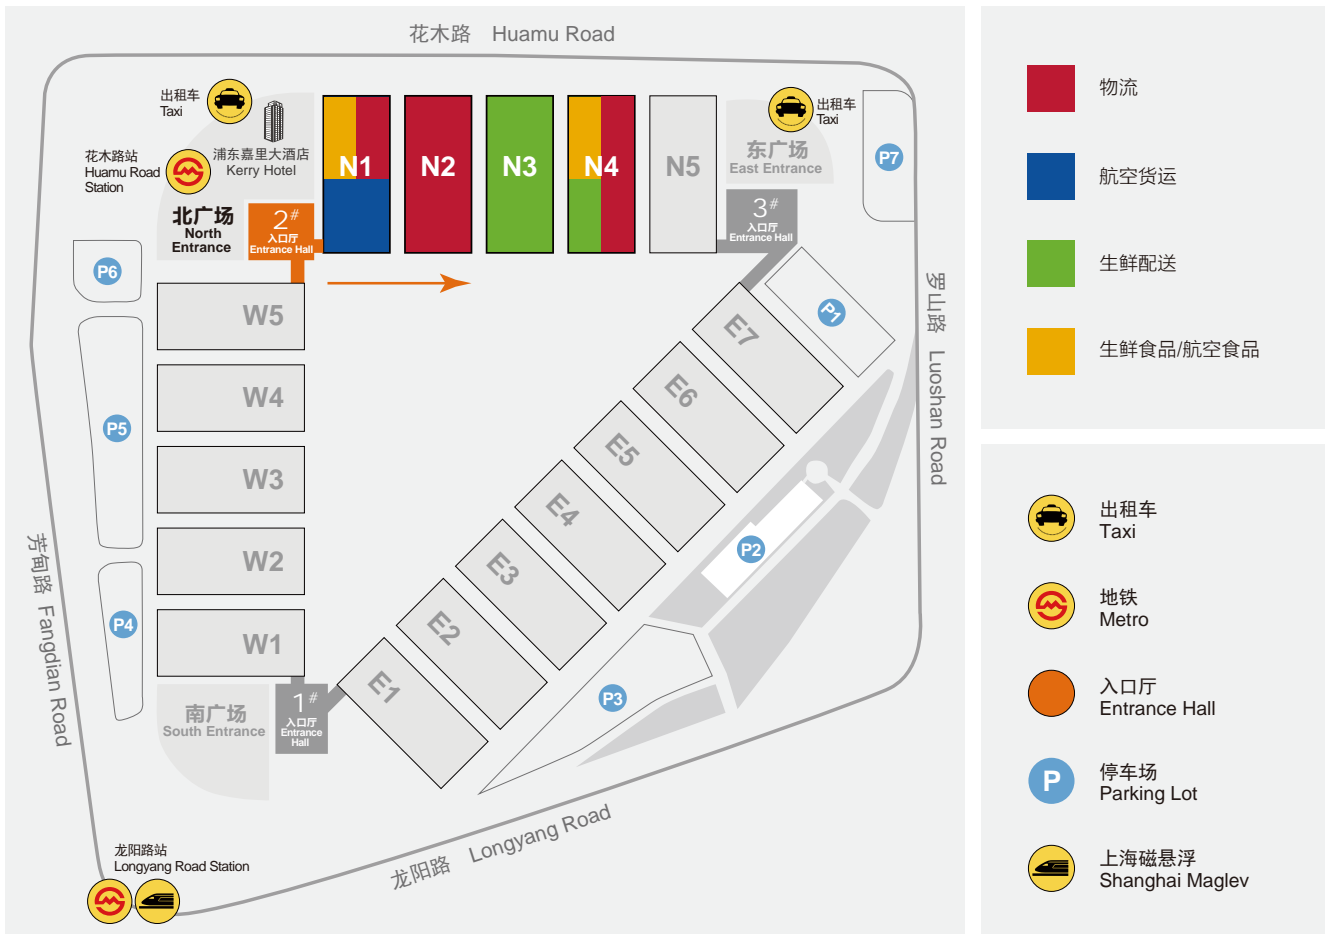 花木路 Huamu Road
出租车
Taxi
花木路站
Huamu Road
Station
浦东嘉里大酒店
Kerry Hotel
北广场
North
Entrance
2#
入口厅
Entrance Hall
N1
N2
N3
N4
N5
出租车
Taxi
东广场
East Entrance
3#
入口厅
Entrance Hall
P7
P6
P5
P4
W5
W4
W3
W2
W1
P1
E7
E6
E5
E4
E3
E2
E1
P2
P3
罗山路 Luoshan Road
芳甸路 Fangdian Road
南广场
South Entrance
1#
入口厅
Entrance
Hall
龙阳路 Longyang Road
龙阳路站
Longyang Road Station
物流
航空货运
生鲜配送
生鲜食品/航空食品
出租车
Taxi
地铁
Metro
入口厅
Entrance Hall
P
停车场
Parking Lot
上海磁悬浮
Shanghai Maglev